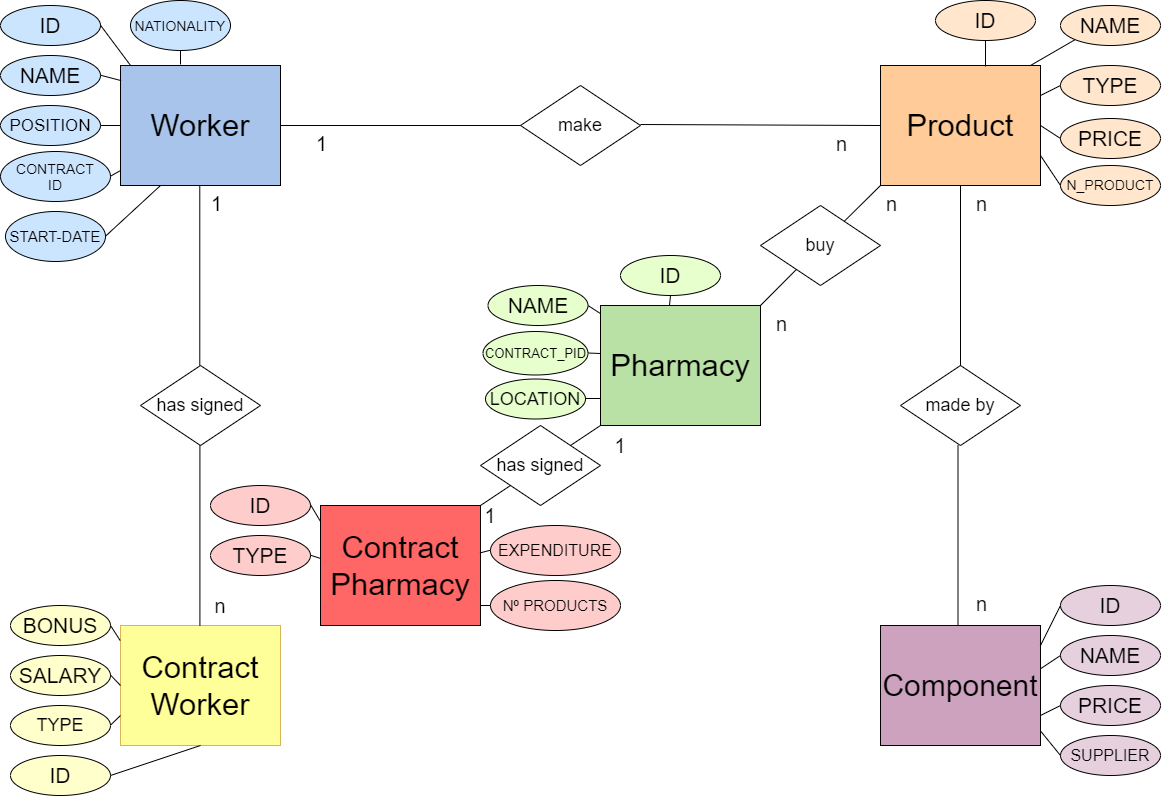 ID
NATIONALITY
NAME
POSITION
CONTRACT
ID
START-DATE
Worker
1
make
n
Product
ID
NAME
TYPE
PRICE
N_PRODUCT
1
n
n
buy
n
ID
NAME
CONTRACT_PID
LOCATION
Pharmacy
1
has signed
has signed
made by
1
ID
TYPE
Contract
Pharmacy
EXPENDITURE
Nº PRODUCTS
n
n
BONUS
SALARY
TYPE
ID
Contract
Worker
Component
ID
NAME
PRICE
SUPPLIER